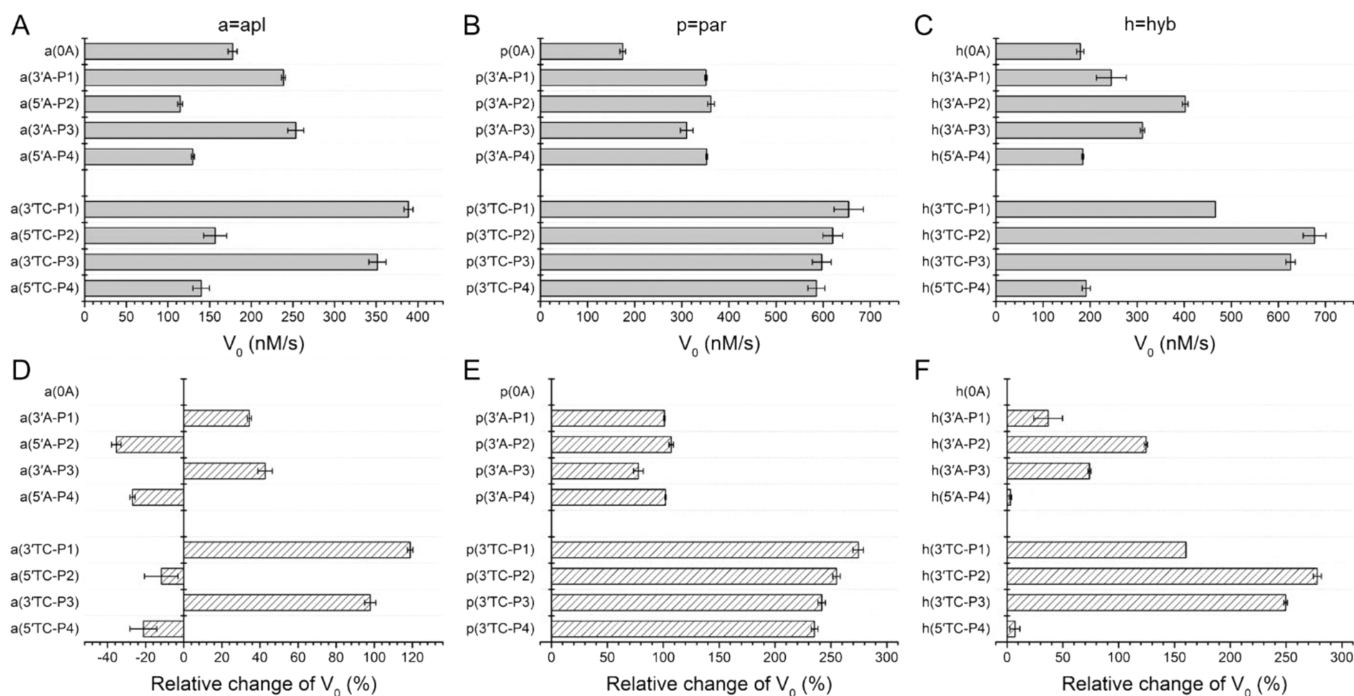 A
a=apl
a(0A)
a(3'A-P1)
a(5'A-P2)
a(3'A-P3)
a(5'A-P4)
a(3'TC-P1)
a(5'TC-P2)
a(3'TC-P3)
a(5'TC-P4)
0 50 100 150 200 250 300 350 400
V₀ (nM/s)
B
p=par
p(0A)
p(3'A-P1)
p(3'A-P2)
p(3'A-P3)
p(3'A-P4)
p(3'TC-P1)
p(3'TC-P2)
p(3'TC-P3)
p(3'TC-P4)
0 100 200 300 400 500 600 700
V₀ (nM/s)
C
h=hyb
h(0A)
h(3'A-P1)
h(3'A-P2)
h(3'A-P3)
h(5'A-P4)
h(3'TC-P1)
h(3'TC-P2)
h(3'TC-P3)
h(5'TC-P4)
0 100 200 300 400 500 600 700
V₀ (nM/s)
D
a(0A)
a(3'A-P1)
a(5'A-P2)
a(3'A-P3)
a(5'A-P4)
a(3'TC-P1)
a(5'TC-P2)
a(3'TC-P3)
a(5'TC-P4)
-40 -20 0 20 40 60 80 100 120
Relative change of V₀ (%)
E
p(0A)
p(3'A-P1)
p(3'A-P2)
p(3'A-P3)
p(3'A-P4)
p(3'TC-P1)
p(3'TC-P2)
p(3'TC-P3)
p(3'TC-P4)
0 50 100 150 200 250 300
Relative change of V₀ (%)
F
h(0A)
h(3'A-P1)
h(3'A-P2)
h(3'A-P3)
h(5'A-P4)
h(3'TC-P1)
h(3'TC-P2)
h(3'TC-P3)
h(5'TC-P4)
0 50 100 150 200 250 300
Relative change of V₀ (%)